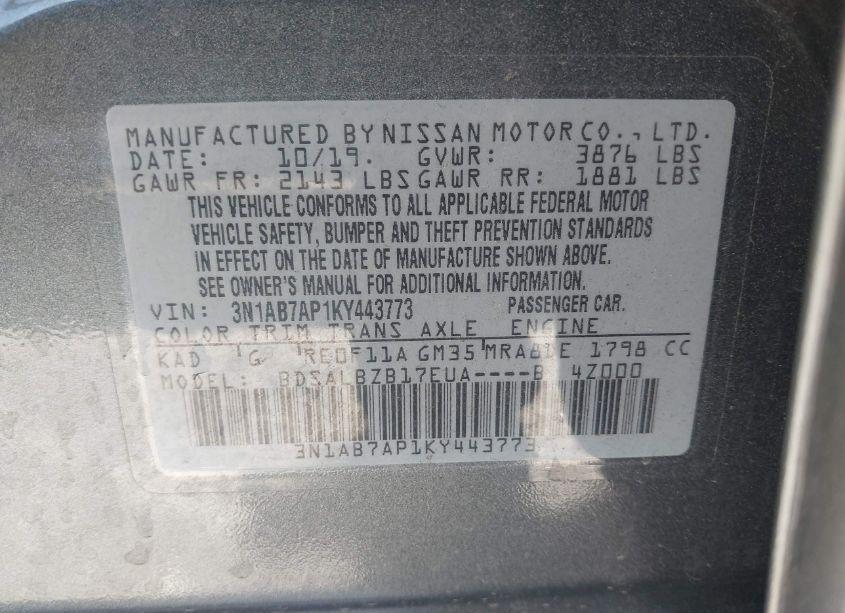 MANUFACTURED BY NISSAN MOTOR CO., LTD.
DATE: 10/19. GVWR: 3876 LBS
GAWR FR: 2143 LBS GAWR RR: 1881 LBS
THIS VEHICLE CONFORMS TO ALL APPLICABLE FEDERAL MOTOR
VEHICLE SAFETY, BUMPER AND THEFT PREVENTION STANDARDS
IN EFFECT ON THE DATE OF MANUFACTURE SHOWN ABOVE.
SEE OWNER'S MANUAL FOR ADDITIONAL INFORMATION.
VIN: 3N1AB7AP1KY443773 PASSENGER CAR.
COLOR TRIM TRANS AXLE ENGINE
KAD G RE0F11A GM35 MRA8DE 1798 CC
MODEL: BDSALBZB17EUA----B 4Z000
3N1AB7AP1KY443773